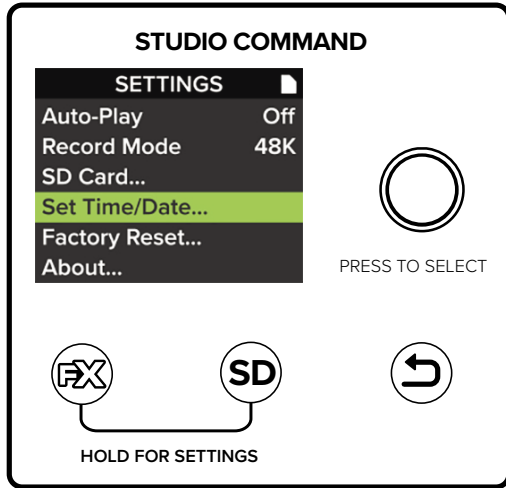 STUDIO COMMAND
SETTINGS
Auto-Play Off
Record Mode 48K
SD Card...
Set Time/Date...
Factory Reset...
About...
PRESS TO SELECT
FX SD
HOLD FOR SETTINGS